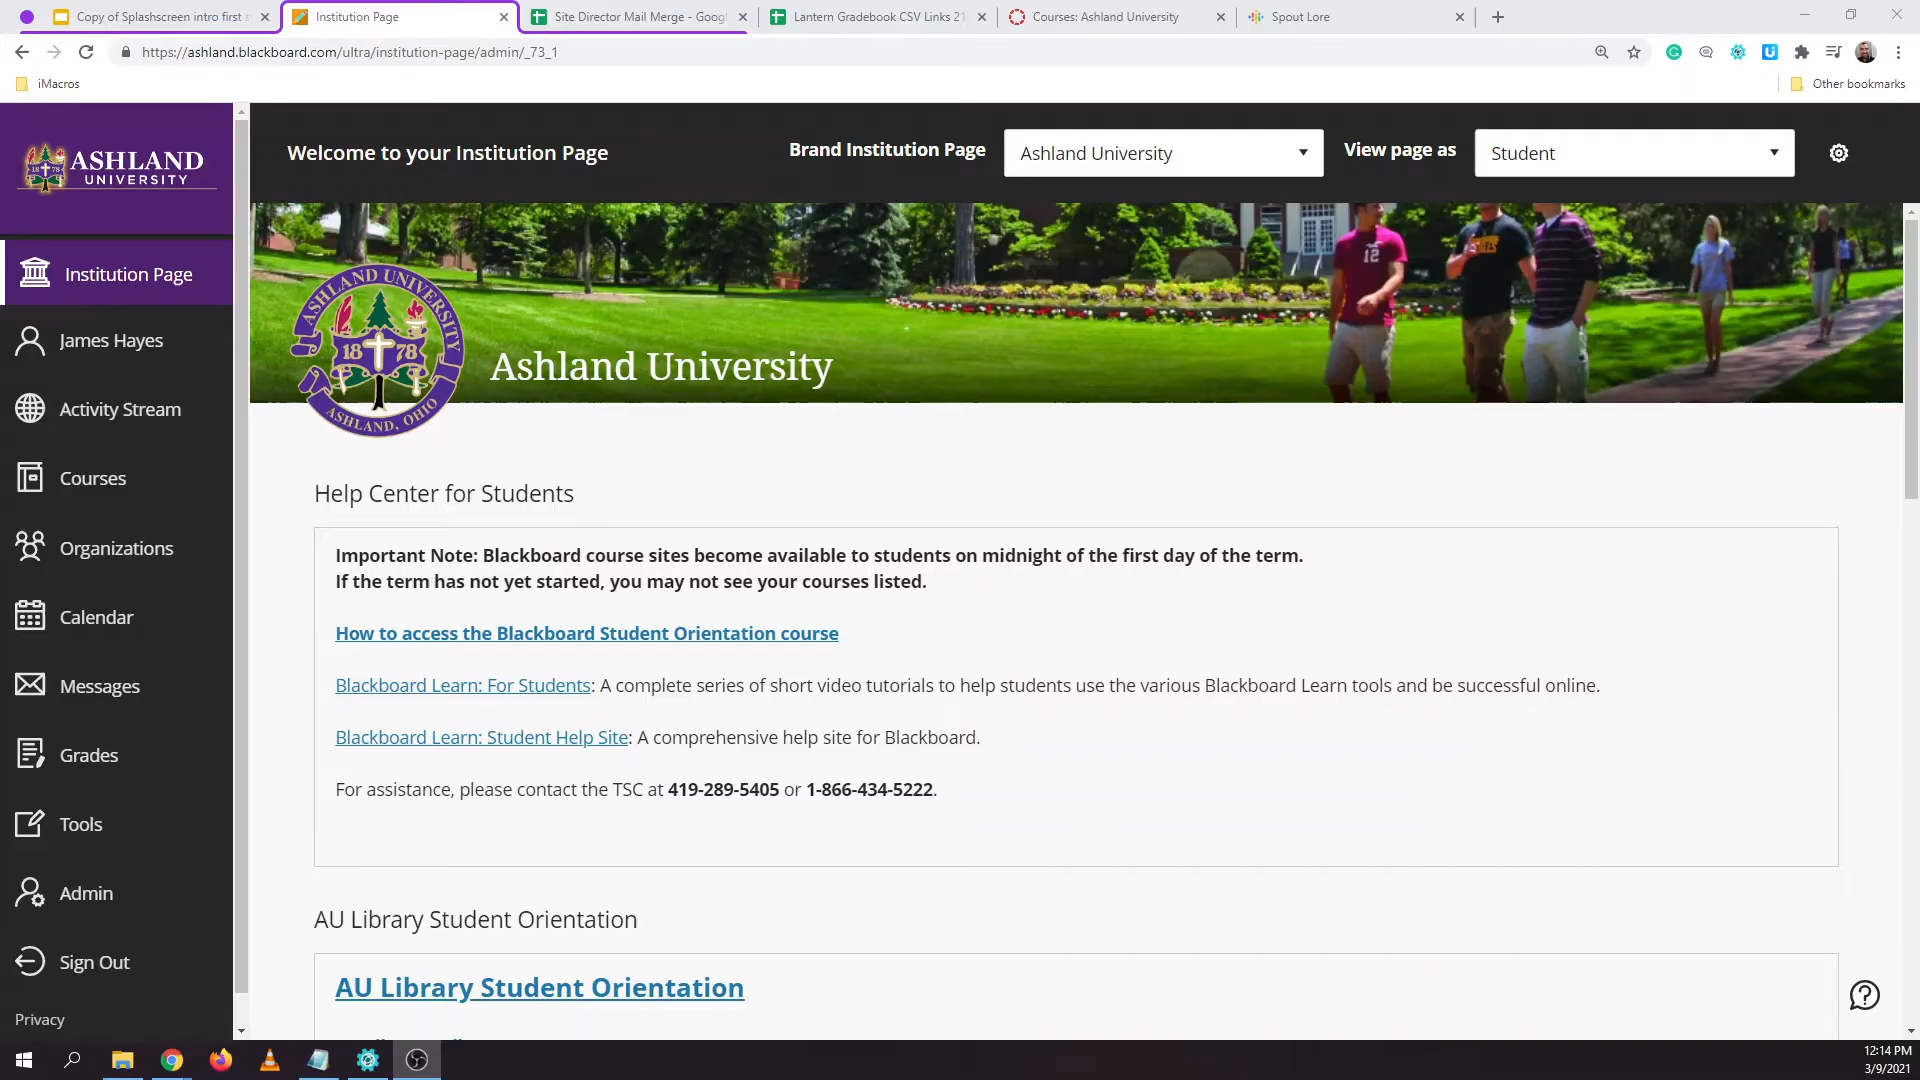 Copy of Splashscreen intro first s
Institution Page
Site Director Mail Merge - Googl
Lantern Gradebook CSV Links 21
Courses: Ashland University
Spout Lore
https://ashland.blackboard.com/ultra/institution-page/admin/_73_1
iMacros
Other bookmarks
ASHLAND
UNIVERSITY
Welcome to your Institution Page
Brand Institution Page
Ashland University
View page as
Student
Institution Page
James Hayes
Activity Stream
Courses
Organizations
Calendar
Messages
Grades
Tools
Admin
Sign Out
Privacy
12
ASHLAND UNIVERSITY
1878
ASHLAND, OHIO
Ashland University
Help Center for Students
Important Note: Blackboard course sites become available to students on midnight of the first day of the term.
If the term has not yet started, you may not see your courses listed.
How to access the Blackboard Student Orientation course
Blackboard Learn: For Students: A complete series of short video tutorials to help students use the various Blackboard Learn tools and be successful online.
Blackboard Learn: Student Help Site: A comprehensive help site for Blackboard.
For assistance, please contact the TSC at 419-289-5405 or 1-866-434-5222.
AU Library Student Orientation
AU Library Student Orientation
12:14 PM
3/9/2021